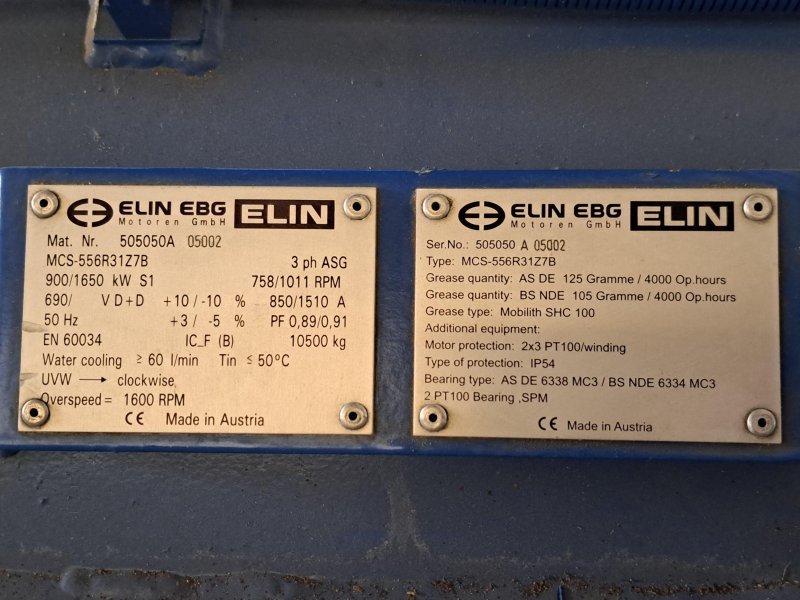 ELIN EBG ELIN
Motoren GmbH
Mat. Nr. 505050A 05002
MCS-556R31Z7B 3 ph ASG
900/1650 kW S1 758/1011 RPM
690/ V D+D +10/-10 % 850/1510 A
50 Hz +3/ -5 % PF 0,89/0,91
EN 60034 IC_F (B) 10500 kg
Water cooling ≥ 60 l/min Tin ≤ 50°C
UVW → clockwise
Overspeed = 1600 RPM
CE Made in Austria
ELIN EBG ELIN
Motoren GmbH
Ser.No.: 505050 A 05002
Type: MCS-556R31Z7B
Grease quantity: AS DE 125 Gramme / 4000 Op.hours
Grease quantity: BS NDE 105 Gramme / 4000 Op.hours
Grease type: Mobilith SHC 100
Additional equipment:
Motor protection: 2x3 PT100/winding
Type of protection: IP54
Bearing type: AS DE 6338 MC3 / BS NDE 6334 MC3
2 PT100 Bearing ,SPM
CE Made in Austria